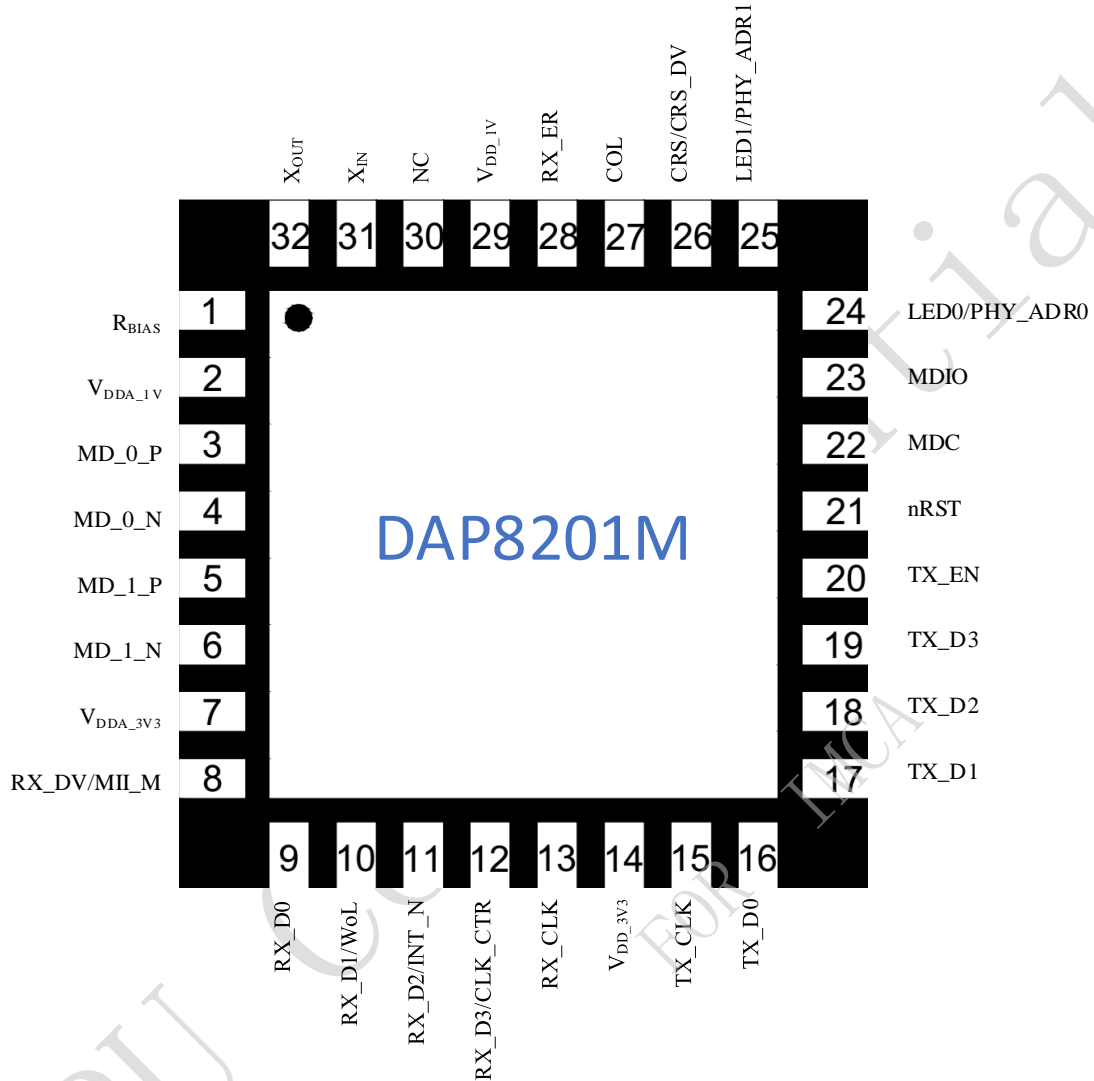 X_OUT
X_IN
NC
V_DD_1V
RX_ER
COL
CRS/CRS_DV
LED1/PHY_ADR1
32
31
30
29
28
27
26
25
1
R_BIAS
2
V_DDA_1V
3
MD_0_P
4
MD_0_N
5
MD_1_P
6
MD_1_N
7
V_DDA_3V3
8
RX_DV/MII_M
DAP8201M
24
LED0/PHY_ADR0
23
MDIO
22
MDC
21
nRST
20
TX_EN
19
TX_D3
18
TX_D2
17
TX_D1
9
10
11
12
13
14
15
16
RX_D0
RX_D1/WoL
RX_D2/INT_N
RX_D3/CLK_CTR
RX_CLK
V_DD_3V3
TX_CLK
TX_D0
FOR IMCA